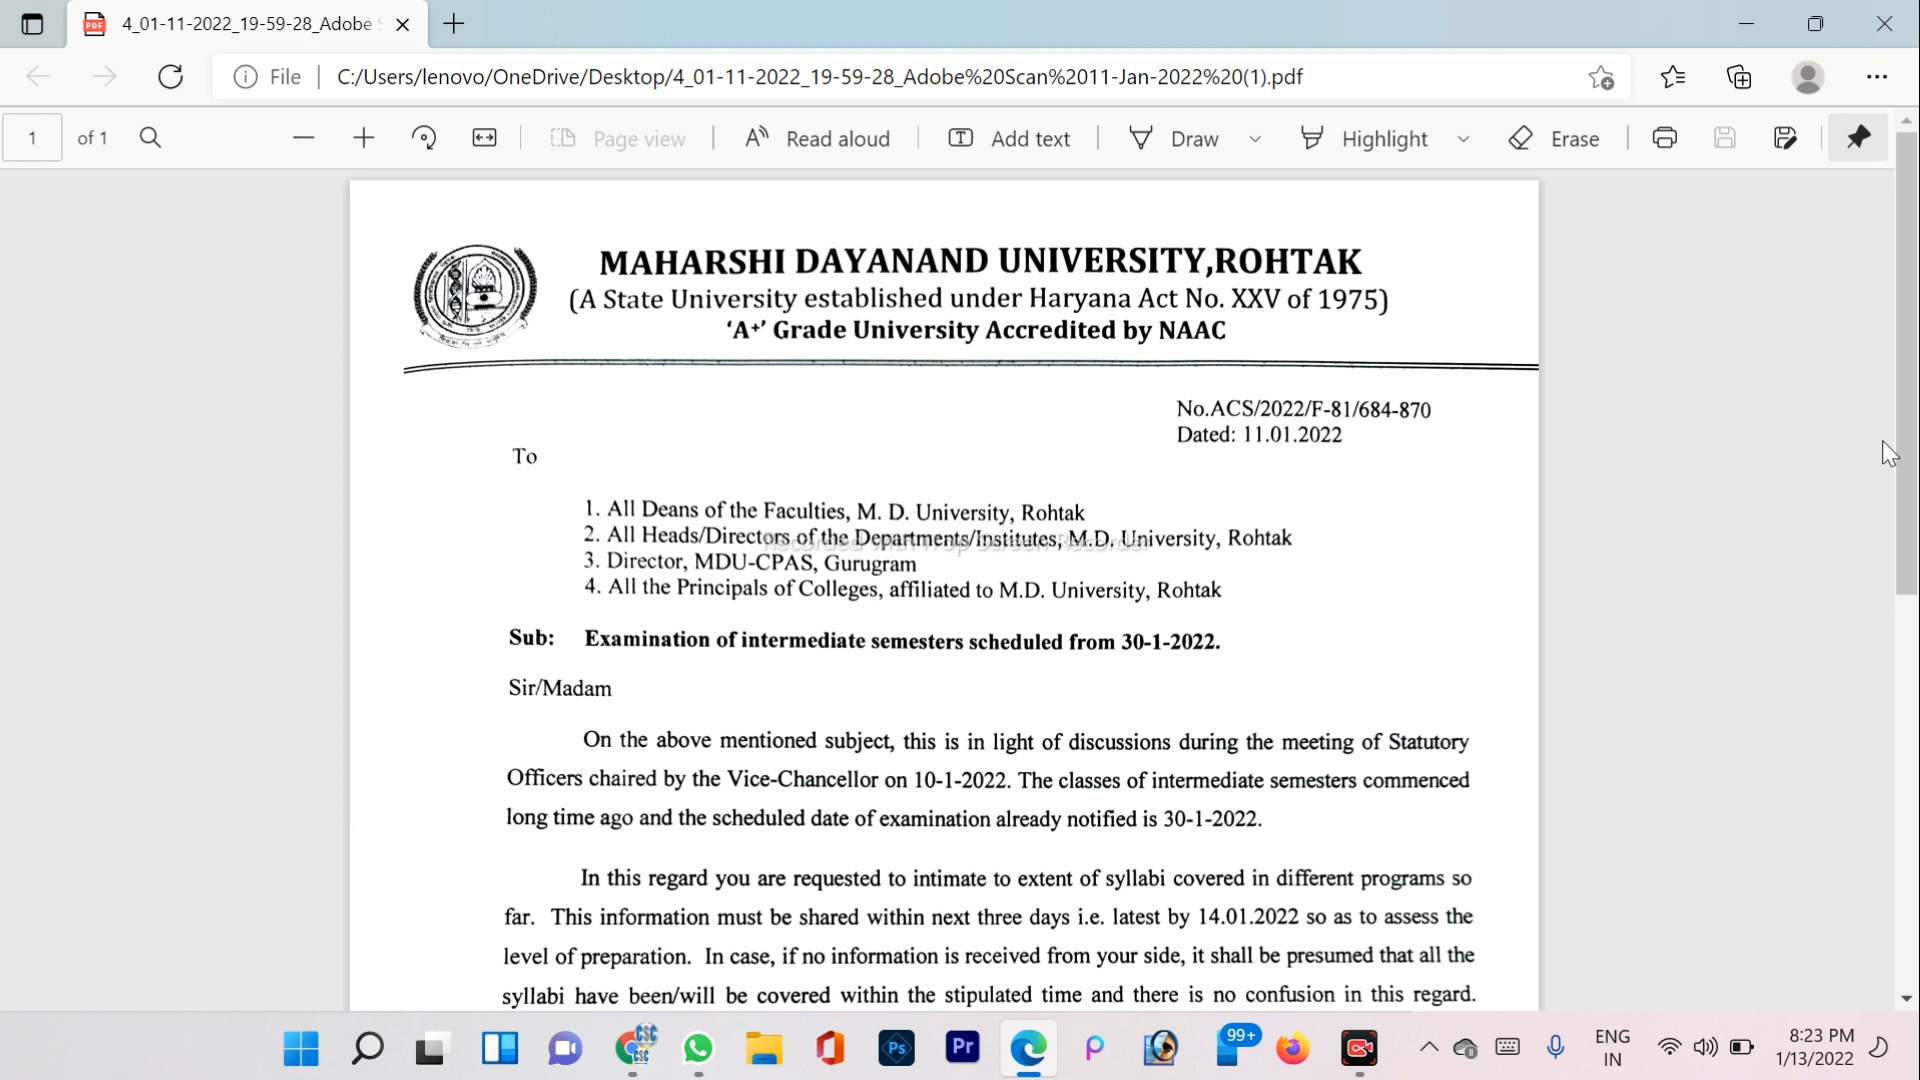 4_01-11-2022_19-59-28_Adobe
File
C:/Users/lenovo/OneDrive/Desktop/4_01-11-2022_19-59-28_Adobe%20Scan%2011-Jan-2022%20(1).pdf
1 of 1
Page view
Read aloud
Add text
Draw
Highlight
Erase
MAHARSHI DAYANAND UNIVERSITY,ROHTAK
(A State University established under Haryana Act No. XXV of 1975)
‘A+’ Grade University Accredited by NAAC
No.ACS/2022/F-81/684-870
Dated: 11.01.2022
To
1. All Deans of the Faculties, M. D. University, Rohtak
2. All Heads/Directors of the Departments/Institutes, M.D. University, Rohtak
3. Director, MDU-CPAS, Gurugram
4. All the Principals of Colleges, affiliated to M.D. University, Rohtak
Sub: Examination of intermediate semesters scheduled from 30-1-2022.
Sir/Madam
On the above mentioned subject, this is in light of discussions during the meeting of Statutory
Officers chaired by the Vice-Chancellor on 10-1-2022. The classes of intermediate semesters commenced
long time ago and the scheduled date of examination already notified is 30-1-2022.
In this regard you are requested to intimate to extent of syllabi covered in different programs so
far. This information must be shared within next three days i.e. latest by 14.01.2022 so as to assess the
level of preparation. In case, if no information is received from your side, it shall be presumed that all the
syllabi have been/will be covered within the stipulated time and there is no confusion in this regard.
CSC
CSC
Ps
Pr
99+
ENG
IN
8:23 PM
1/13/2022